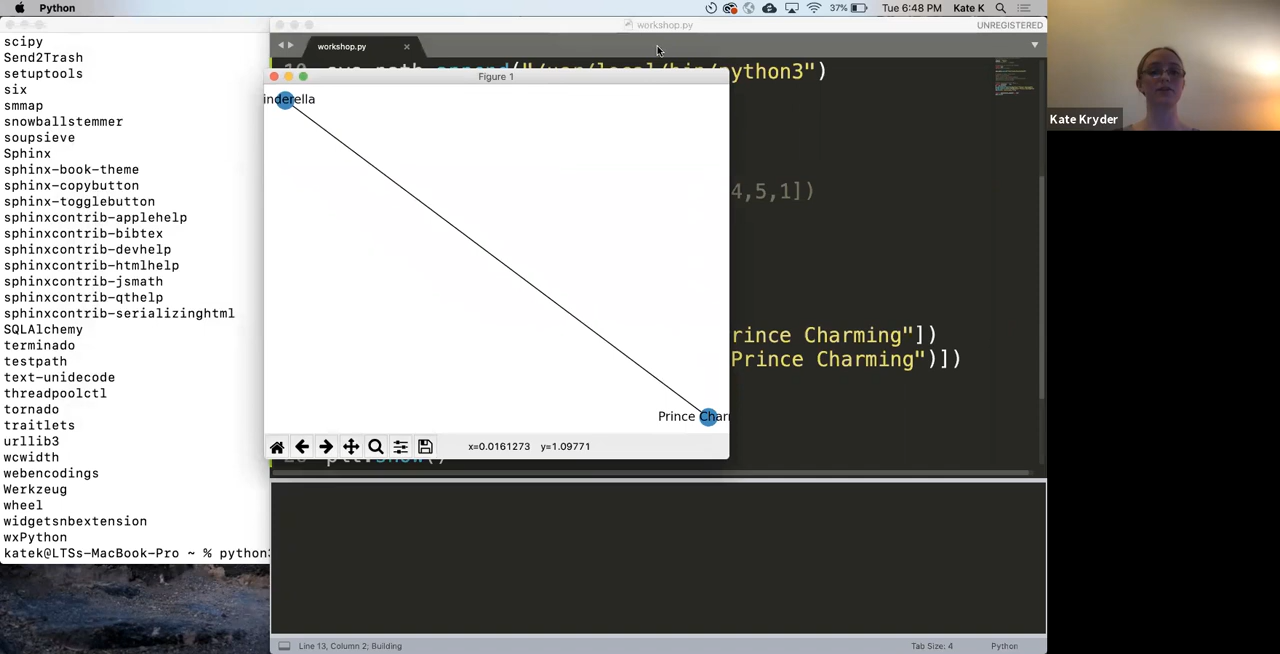 Python
37%
Tue 6:48 PM Kate K
scipy
Send2Trash
setuptools
six
smmap
snowballstemmer
soupsieve
Sphinx
sphinx-book-theme
sphinx-copybutton
sphinx-togglebutton
sphinxcontrib-applehelp
sphinxcontrib-bibtex
sphinxcontrib-devhelp
sphinxcontrib-htmlhelp
sphinxcontrib-jsmath
sphinxcontrib-qthelp
sphinxcontrib-serializinghtml
SQLAlchemy
terminado
testpath
text-unidecode
threadpoolctl
tornado
traitlets
urllib3
wcwidth
webencodings
Werkzeug
wheel
widgetsnbextension
wxPython
katek@LTSs-MacBook-Pro ~ % python3
workshop.py
UNREGISTERED
workshop.py
ython3")
4,5,1])
rince Charming"])
Prince Charming")])
Figure 1
inderella
Prince Char
x=0.0161273 y=1.09771
Line 13, Column 2; Building
Tab Size: 4
Python
Kate Kryder